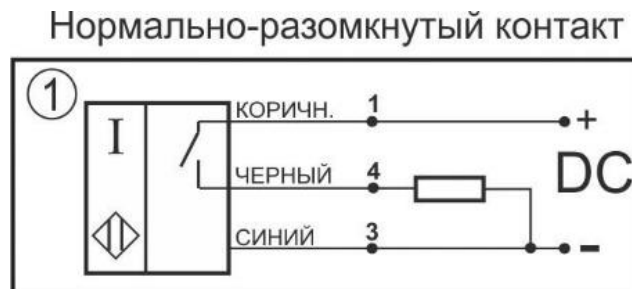 Нормально-разомкнутый контакт
1
I
КОРИЧН. 1 +
ЧЕРНЫЙ 4 DC
СИНИЙ 3 -